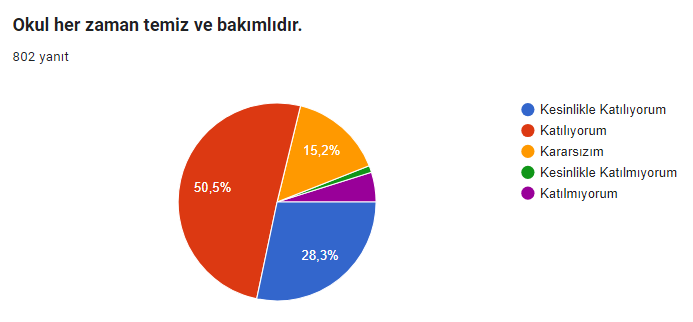 Okul her zaman temiz ve bakımlıdır.
802 yanıt
Kesinlikle Katılıyorum
Katılıyorum
Kararsızım
Kesinlikle Katılmıyorum
Katılmıyorum
15,2%
50,5%
28,3%